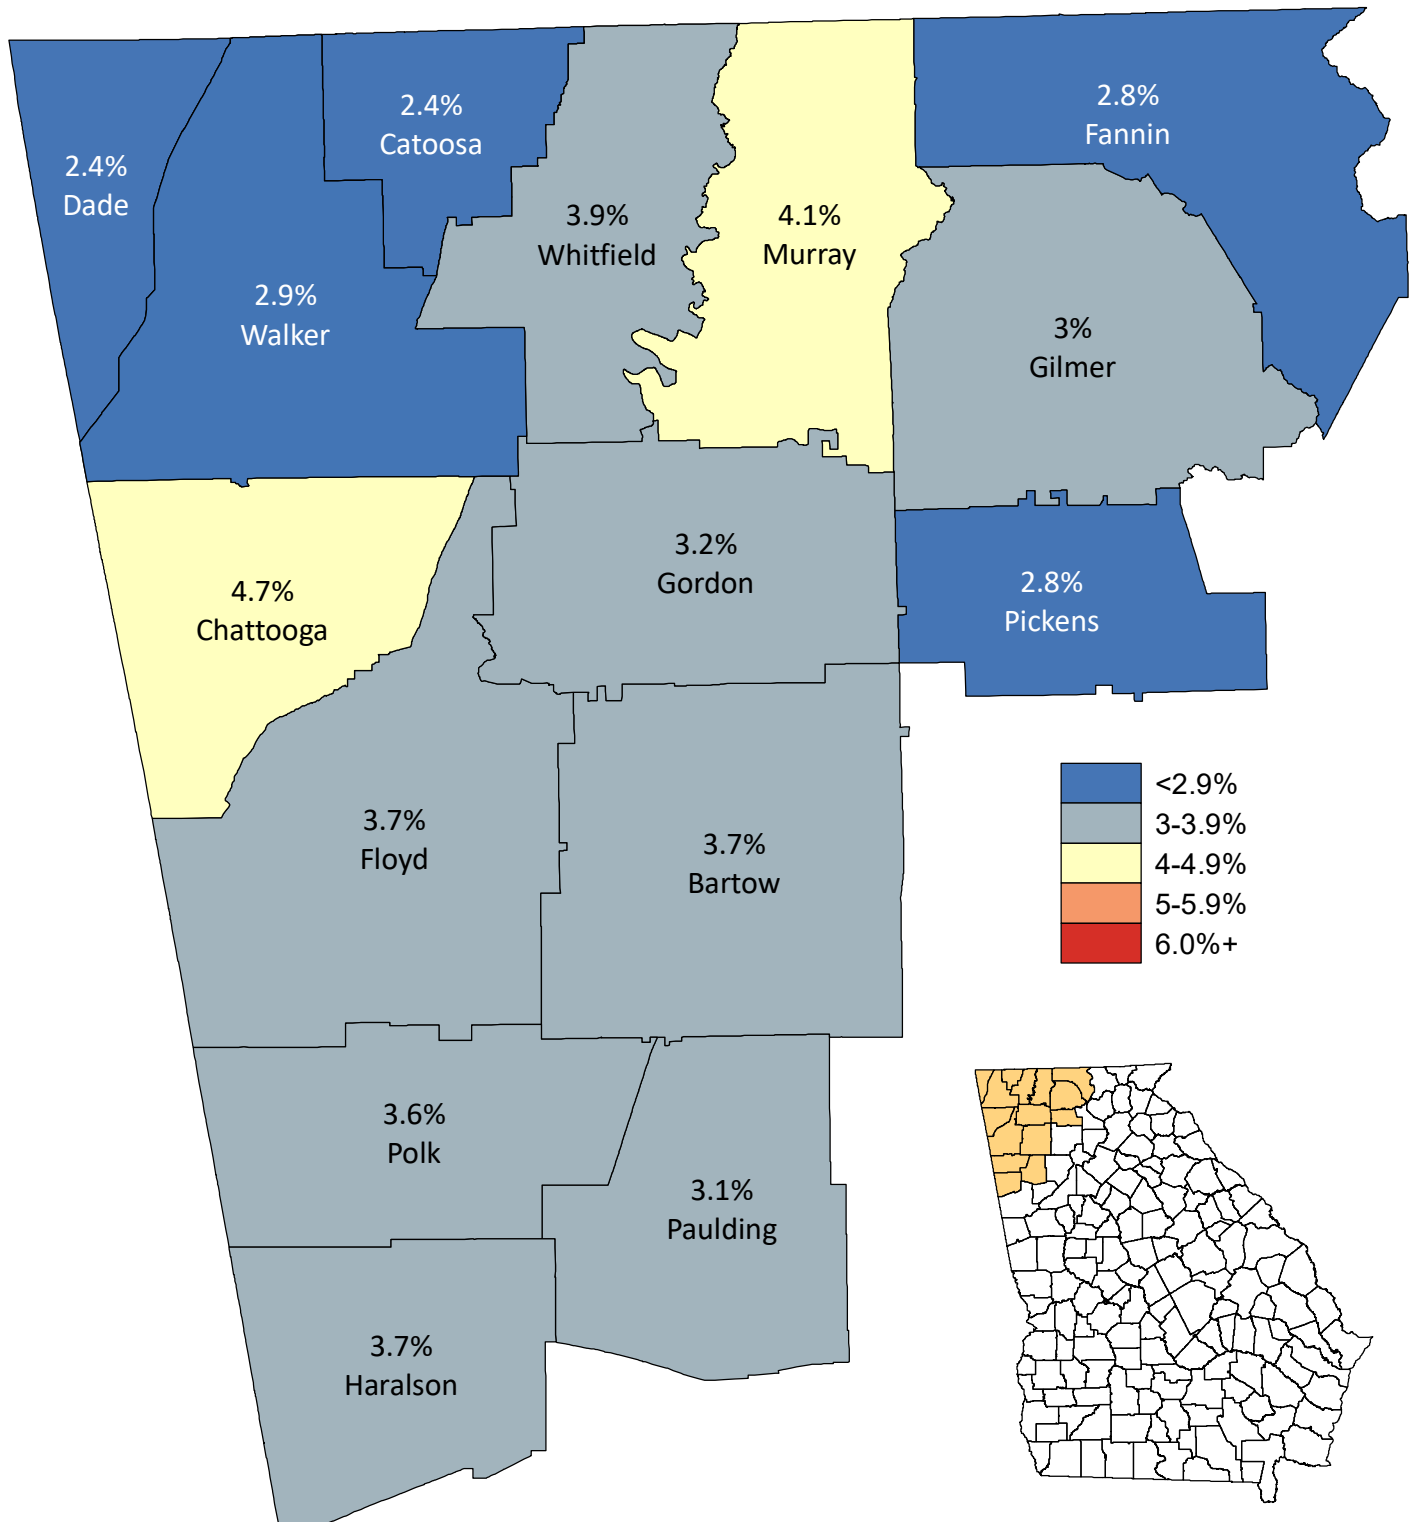 2.8%
Fannin
2.4%
Catoosa
2.4%
Dade
3.9%
Whitfield
4.1%
Murray
2.9%
Walker
3%
Gilmer
3.2%
Gordon
4.7%
Chattooga
2.8%
Pickens
<2.9%
3-3.9%
4-4.9%
5-5.9%
6.0%+
3.7%
Floyd
3.7%
Bartow
3.6%
Polk
3.1%
Paulding
3.7%
Haralson